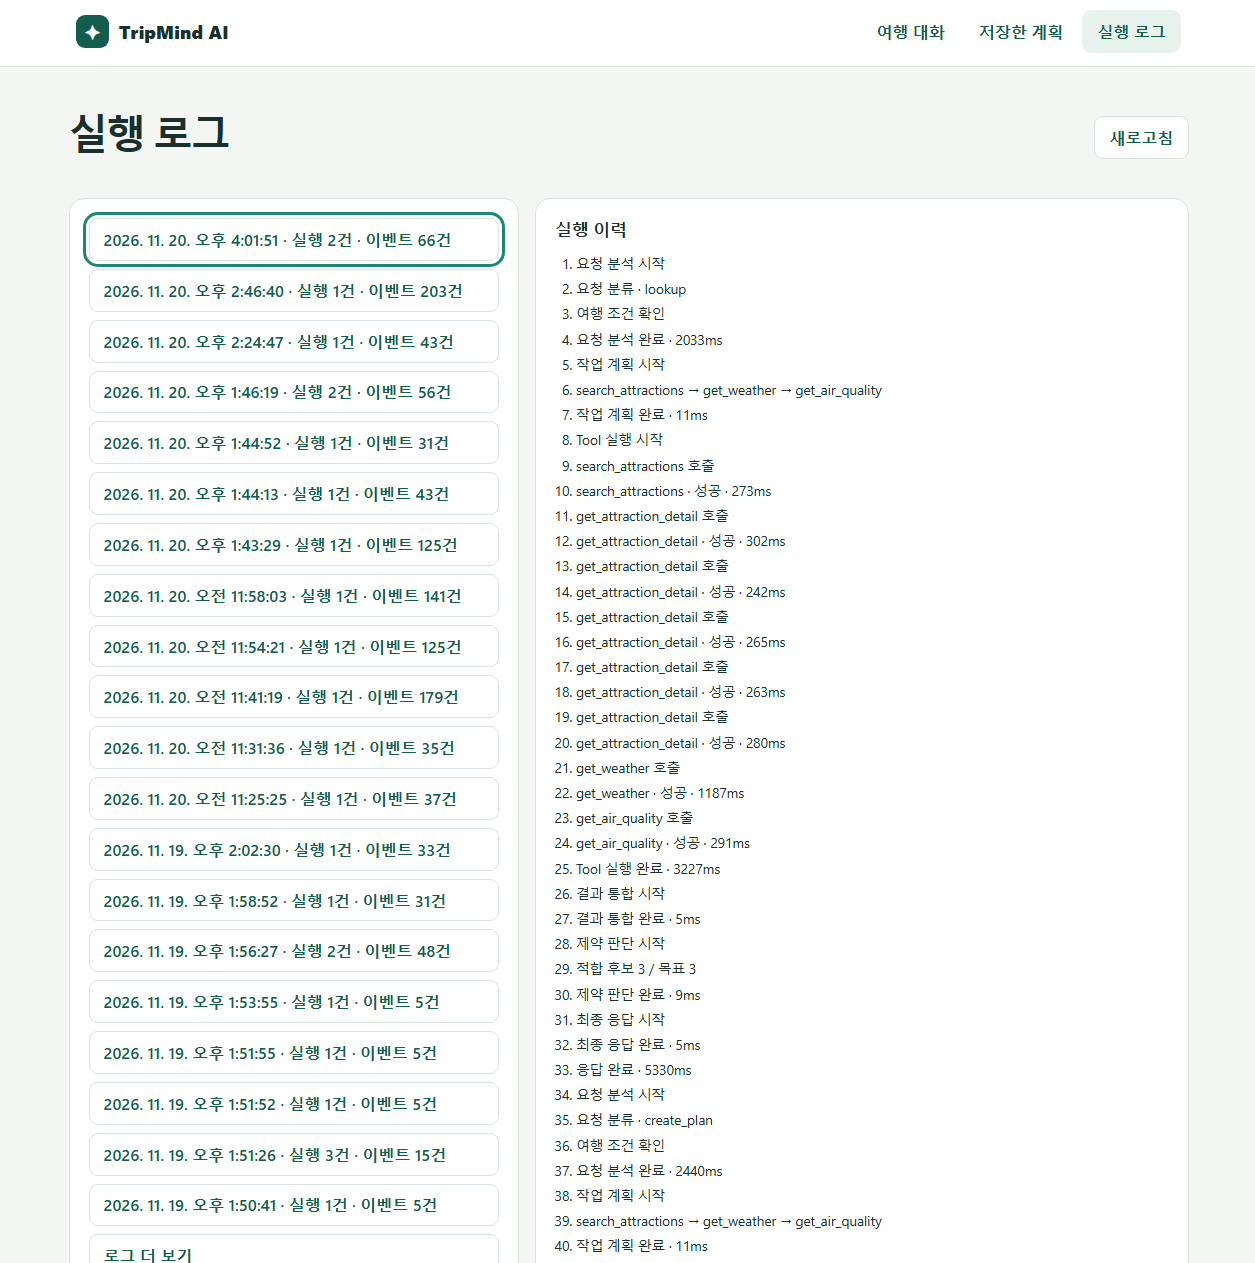 TripMind AI
여행 대화
저장한 계획
실행 로그
실행 로그
새로고침
2026. 11. 20. 오후 4:01:51 · 실행 2건 · 이벤트 66건
2026. 11. 20. 오후 2:46:40 · 실행 1건 · 이벤트 203건
2026. 11. 20. 오후 2:24:47 · 실행 1건 · 이벤트 43건
2026. 11. 20. 오후 1:46:19 · 실행 2건 · 이벤트 56건
2026. 11. 20. 오후 1:44:52 · 실행 1건 · 이벤트 31건
2026. 11. 20. 오후 1:44:13 · 실행 1건 · 이벤트 43건
2026. 11. 20. 오후 1:43:29 · 실행 1건 · 이벤트 125건
2026. 11. 20. 오전 11:58:03 · 실행 1건 · 이벤트 141건
2026. 11. 20. 오전 11:54:21 · 실행 1건 · 이벤트 125건
2026. 11. 20. 오전 11:41:19 · 실행 1건 · 이벤트 179건
2026. 11. 20. 오전 11:31:36 · 실행 1건 · 이벤트 35건
2026. 11. 20. 오전 11:25:25 · 실행 1건 · 이벤트 37건
2026. 11. 19. 오후 2:02:30 · 실행 1건 · 이벤트 33건
2026. 11. 19. 오후 1:58:52 · 실행 1건 · 이벤트 31건
2026. 11. 19. 오후 1:56:27 · 실행 2건 · 이벤트 48건
2026. 11. 19. 오후 1:53:55 · 실행 1건 · 이벤트 5건
2026. 11. 19. 오후 1:51:55 · 실행 1건 · 이벤트 5건
2026. 11. 19. 오후 1:51:52 · 실행 1건 · 이벤트 5건
2026. 11. 19. 오후 1:51:26 · 실행 3건 · 이벤트 15건
2026. 11. 19. 오후 1:50:41 · 실행 1건 · 이벤트 5건
로그 더 보기
실행 이력
1. 요청 분석 시작
2. 요청 분류 · lookup
3. 여행 조건 확인
4. 요청 분석 완료 · 2033ms
5. 작업 계획 시작
6. search_attractions → get_weather → get_air_quality
7. 작업 계획 완료 · 11ms
8. Tool 실행 시작
9. search_attractions 호출
10. search_attractions · 성공 · 273ms
11. get_attraction_detail 호출
12. get_attraction_detail · 성공 · 302ms
13. get_attraction_detail 호출
14. get_attraction_detail · 성공 · 242ms
15. get_attraction_detail 호출
16. get_attraction_detail · 성공 · 265ms
17. get_attraction_detail 호출
18. get_attraction_detail · 성공 · 263ms
19. get_attraction_detail 호출
20. get_attraction_detail · 성공 · 280ms
21. get_weather 호출
22. get_weather · 성공 · 1187ms
23. get_air_quality 호출
24. get_air_quality · 성공 · 291ms
25. Tool 실행 완료 · 3227ms
26. 결과 통합 시작
27. 결과 통합 완료 · 5ms
28. 제약 판단 시작
29. 적합 후보 3 / 목표 3
30. 제약 판단 완료 · 9ms
31. 최종 응답 시작
32. 최종 응답 완료 · 5ms
33. 응답 완료 · 5330ms
34. 요청 분석 시작
35. 요청 분류 · create_plan
36. 여행 조건 확인
37. 요청 분석 완료 · 2440ms
38. 작업 계획 시작
39. search_attractions → get_weather → get_air_quality
40. 작업 계획 완료 · 11ms